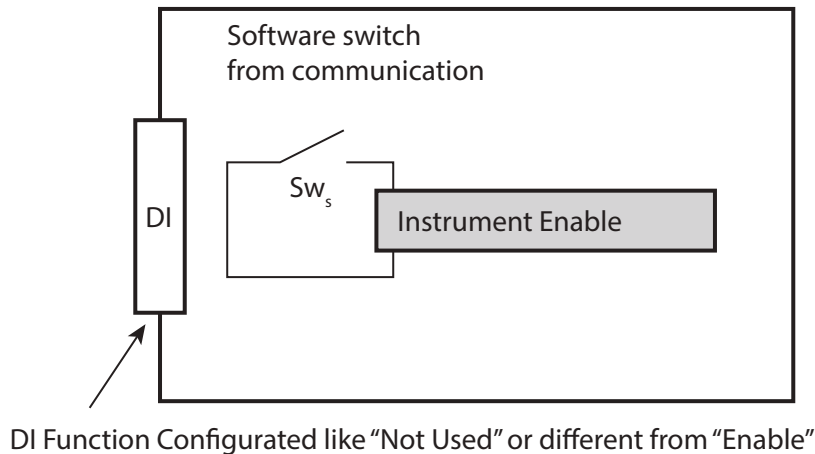 Software switch
from communication
Sws
DI
Instrument Enable
DI Function Configurated like “Not Used” or different from “Enable”